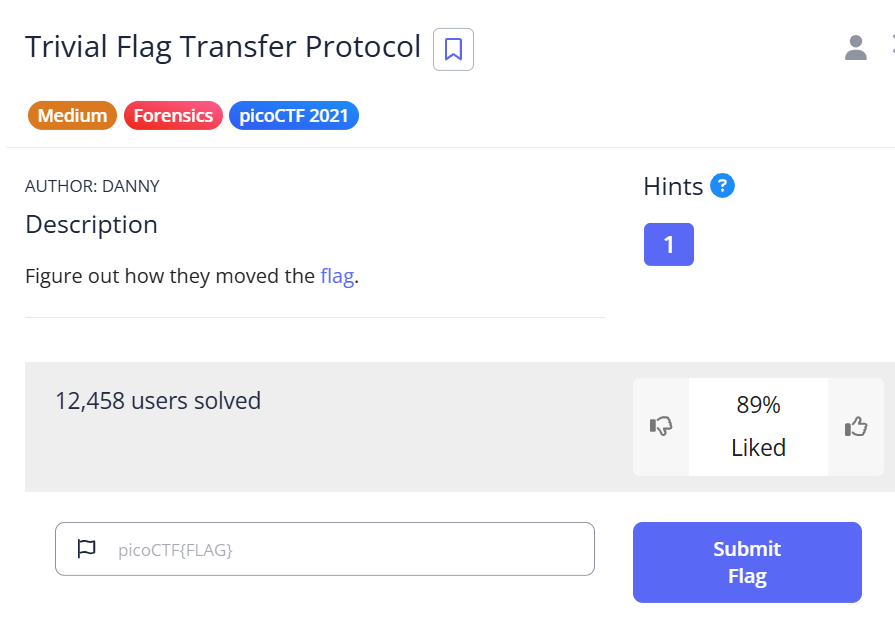 Trivial Flag Transfer Protocol
Medium Forensics picoCTF 2021
AUTHOR: DANNY
Description
Figure out how they moved the flag.
Hints ?
1
12,458 users solved
89%
Liked
picoCTF{FLAG}
Submit
Flag